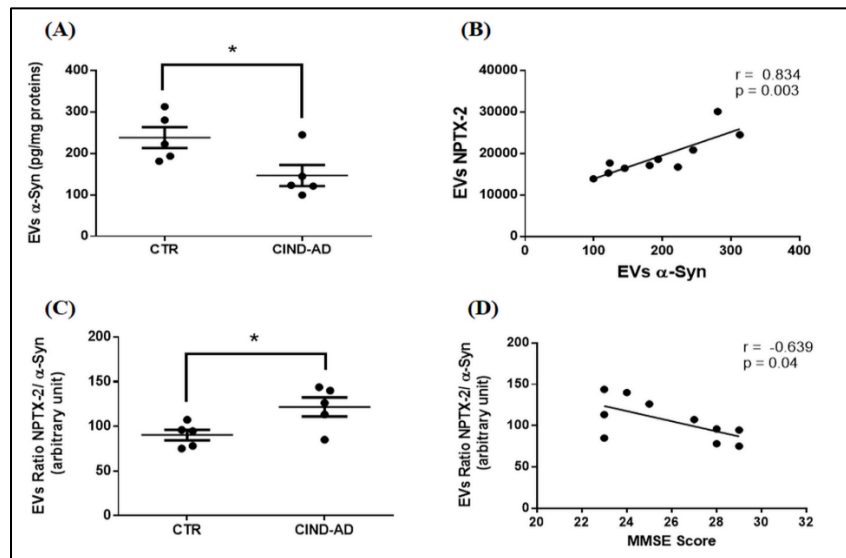 (A)
*
EVs α-Syn (pg/mg proteins)
400
300
200
100
0
CTR
CIND-AD
(B)
r = 0.834
p = 0.003
EVs NPTX-2
40000
30000
20000
10000
0
0
100
200
300
400
EVs α-Syn
(C)
*
EVs Ratio NPTX-2/ α-Syn
(arbitrary unit)
200
150
100
50
0
CTR
CIND-AD
(D)
r = -0.639
p = 0.04
EVs Ratio NPTX-2/ α-Syn
(arbitrary unit)
200
150
100
50
0
20
22
24
26
28
30
32
MMSE Score